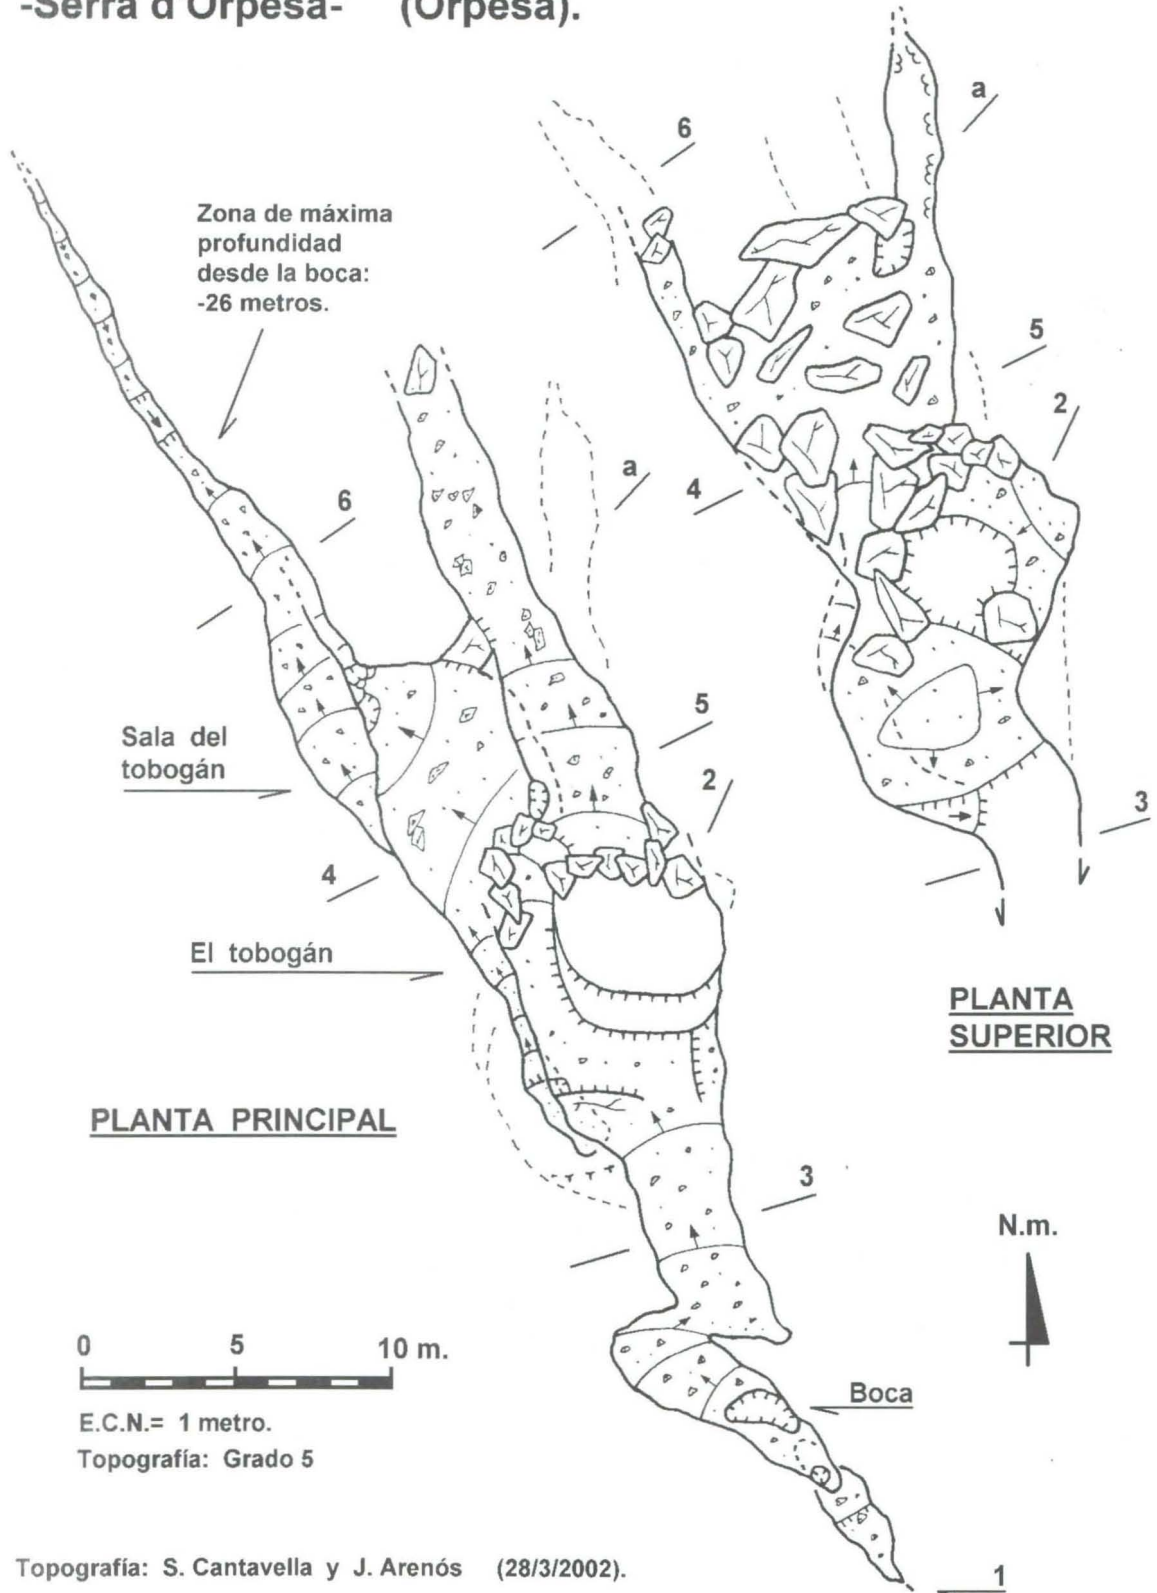 -Serra d'Orpesa- (Orpesa).
a
6
Zona de máxima
profundidad
desde la boca:
-26 metros.
5
2
a
4
6
5
Sala del
tobogán
2
3
4
El tobogán
PLANTA
SUPERIOR
PLANTA PRINCIPAL
3
N.m.
0 5 10 m.
Boca
E.C.N.= 1 metro.
Topografía: Grado 5
Topografía: S. Cantavella y J. Arenós (28/3/2002).
1